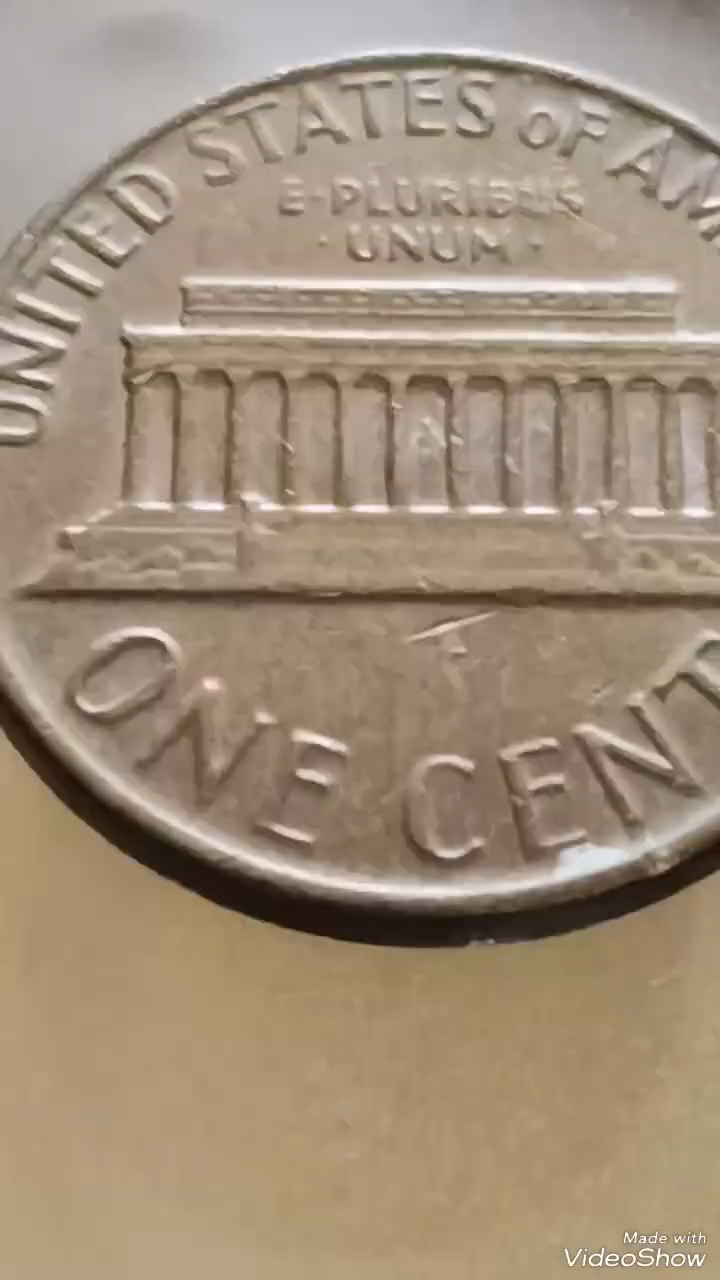 UNITED STATES OF AM
E·PLURIBUS
· UNUM ·
ONE CENT
Made with
VideoShow